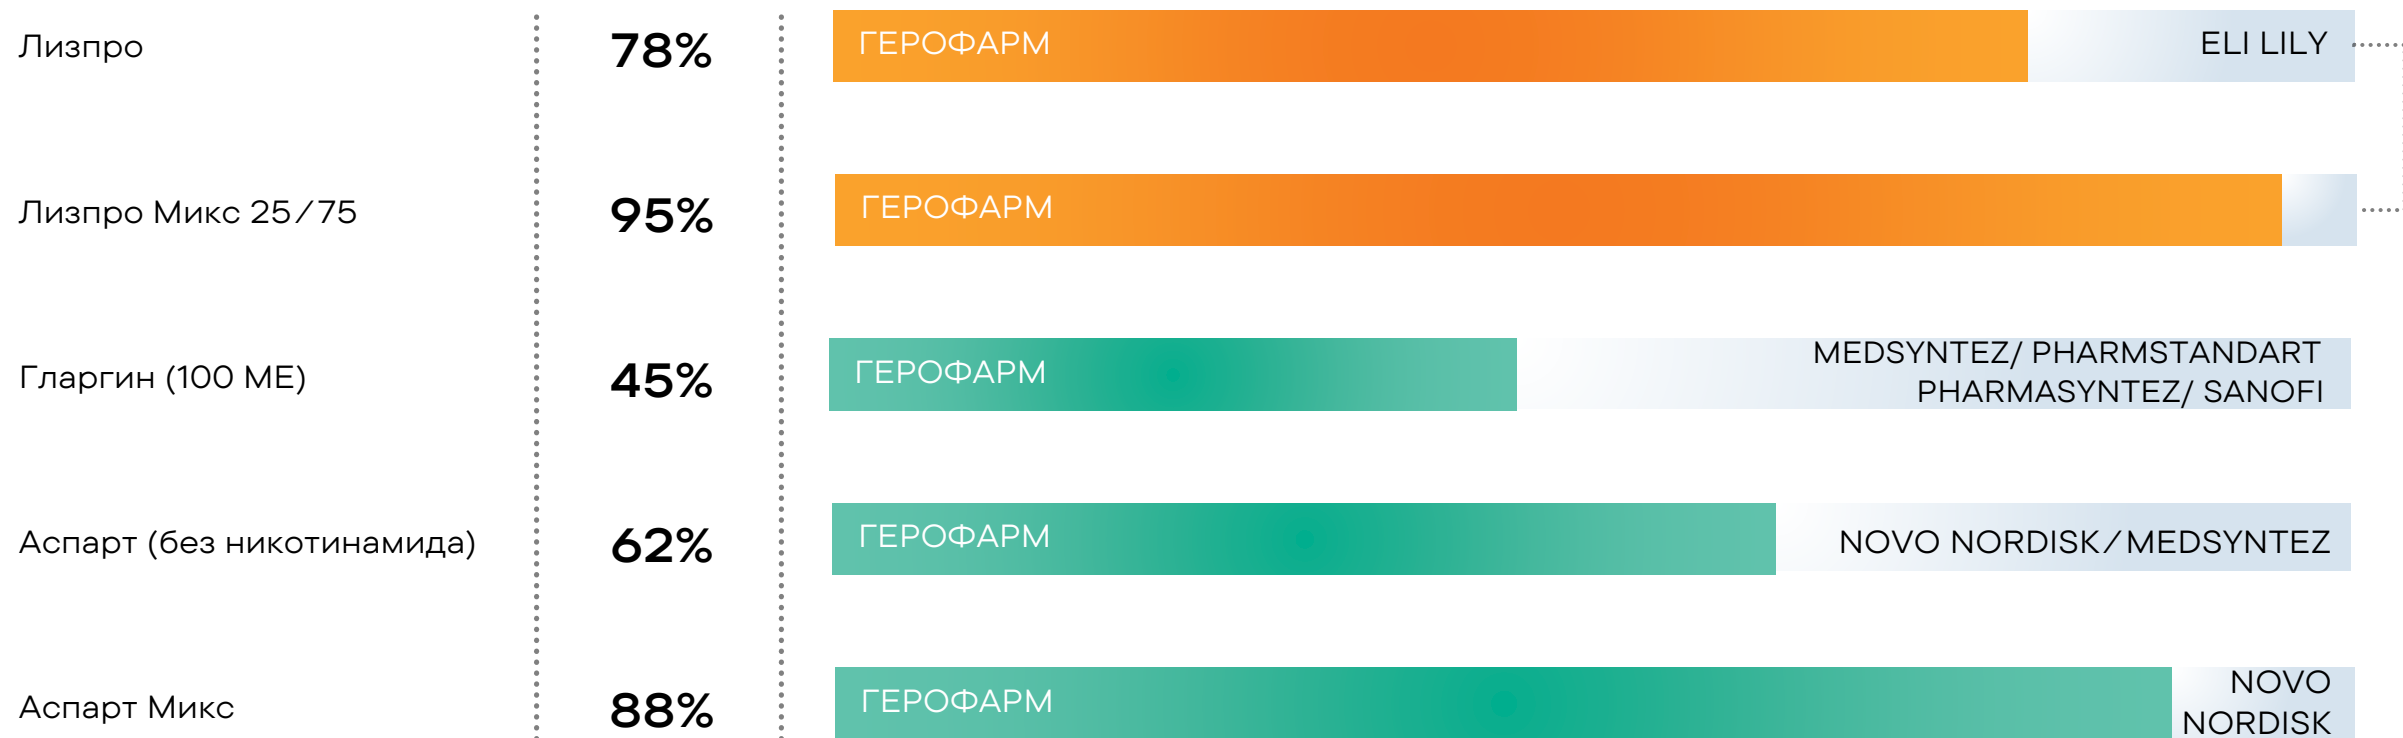 Лизпро 78% ГЕРОФАРМ ELI LILY
Лизпро Микс 25/75 95% ГЕРОФАРМ
Гларгин (100 МЕ) 45% ГЕРОФАРМ MEDSYNTEZ/ PHARMSTANDART
PHARMASYNTEZ/ SANOFI
Аспарт (без никотинамида) 62% ГЕРОФАРМ NOVO NORDISK/MEDSYNTEZ
Аспарт Микс 88% ГЕРОФАРМ NOVO
NORDISK